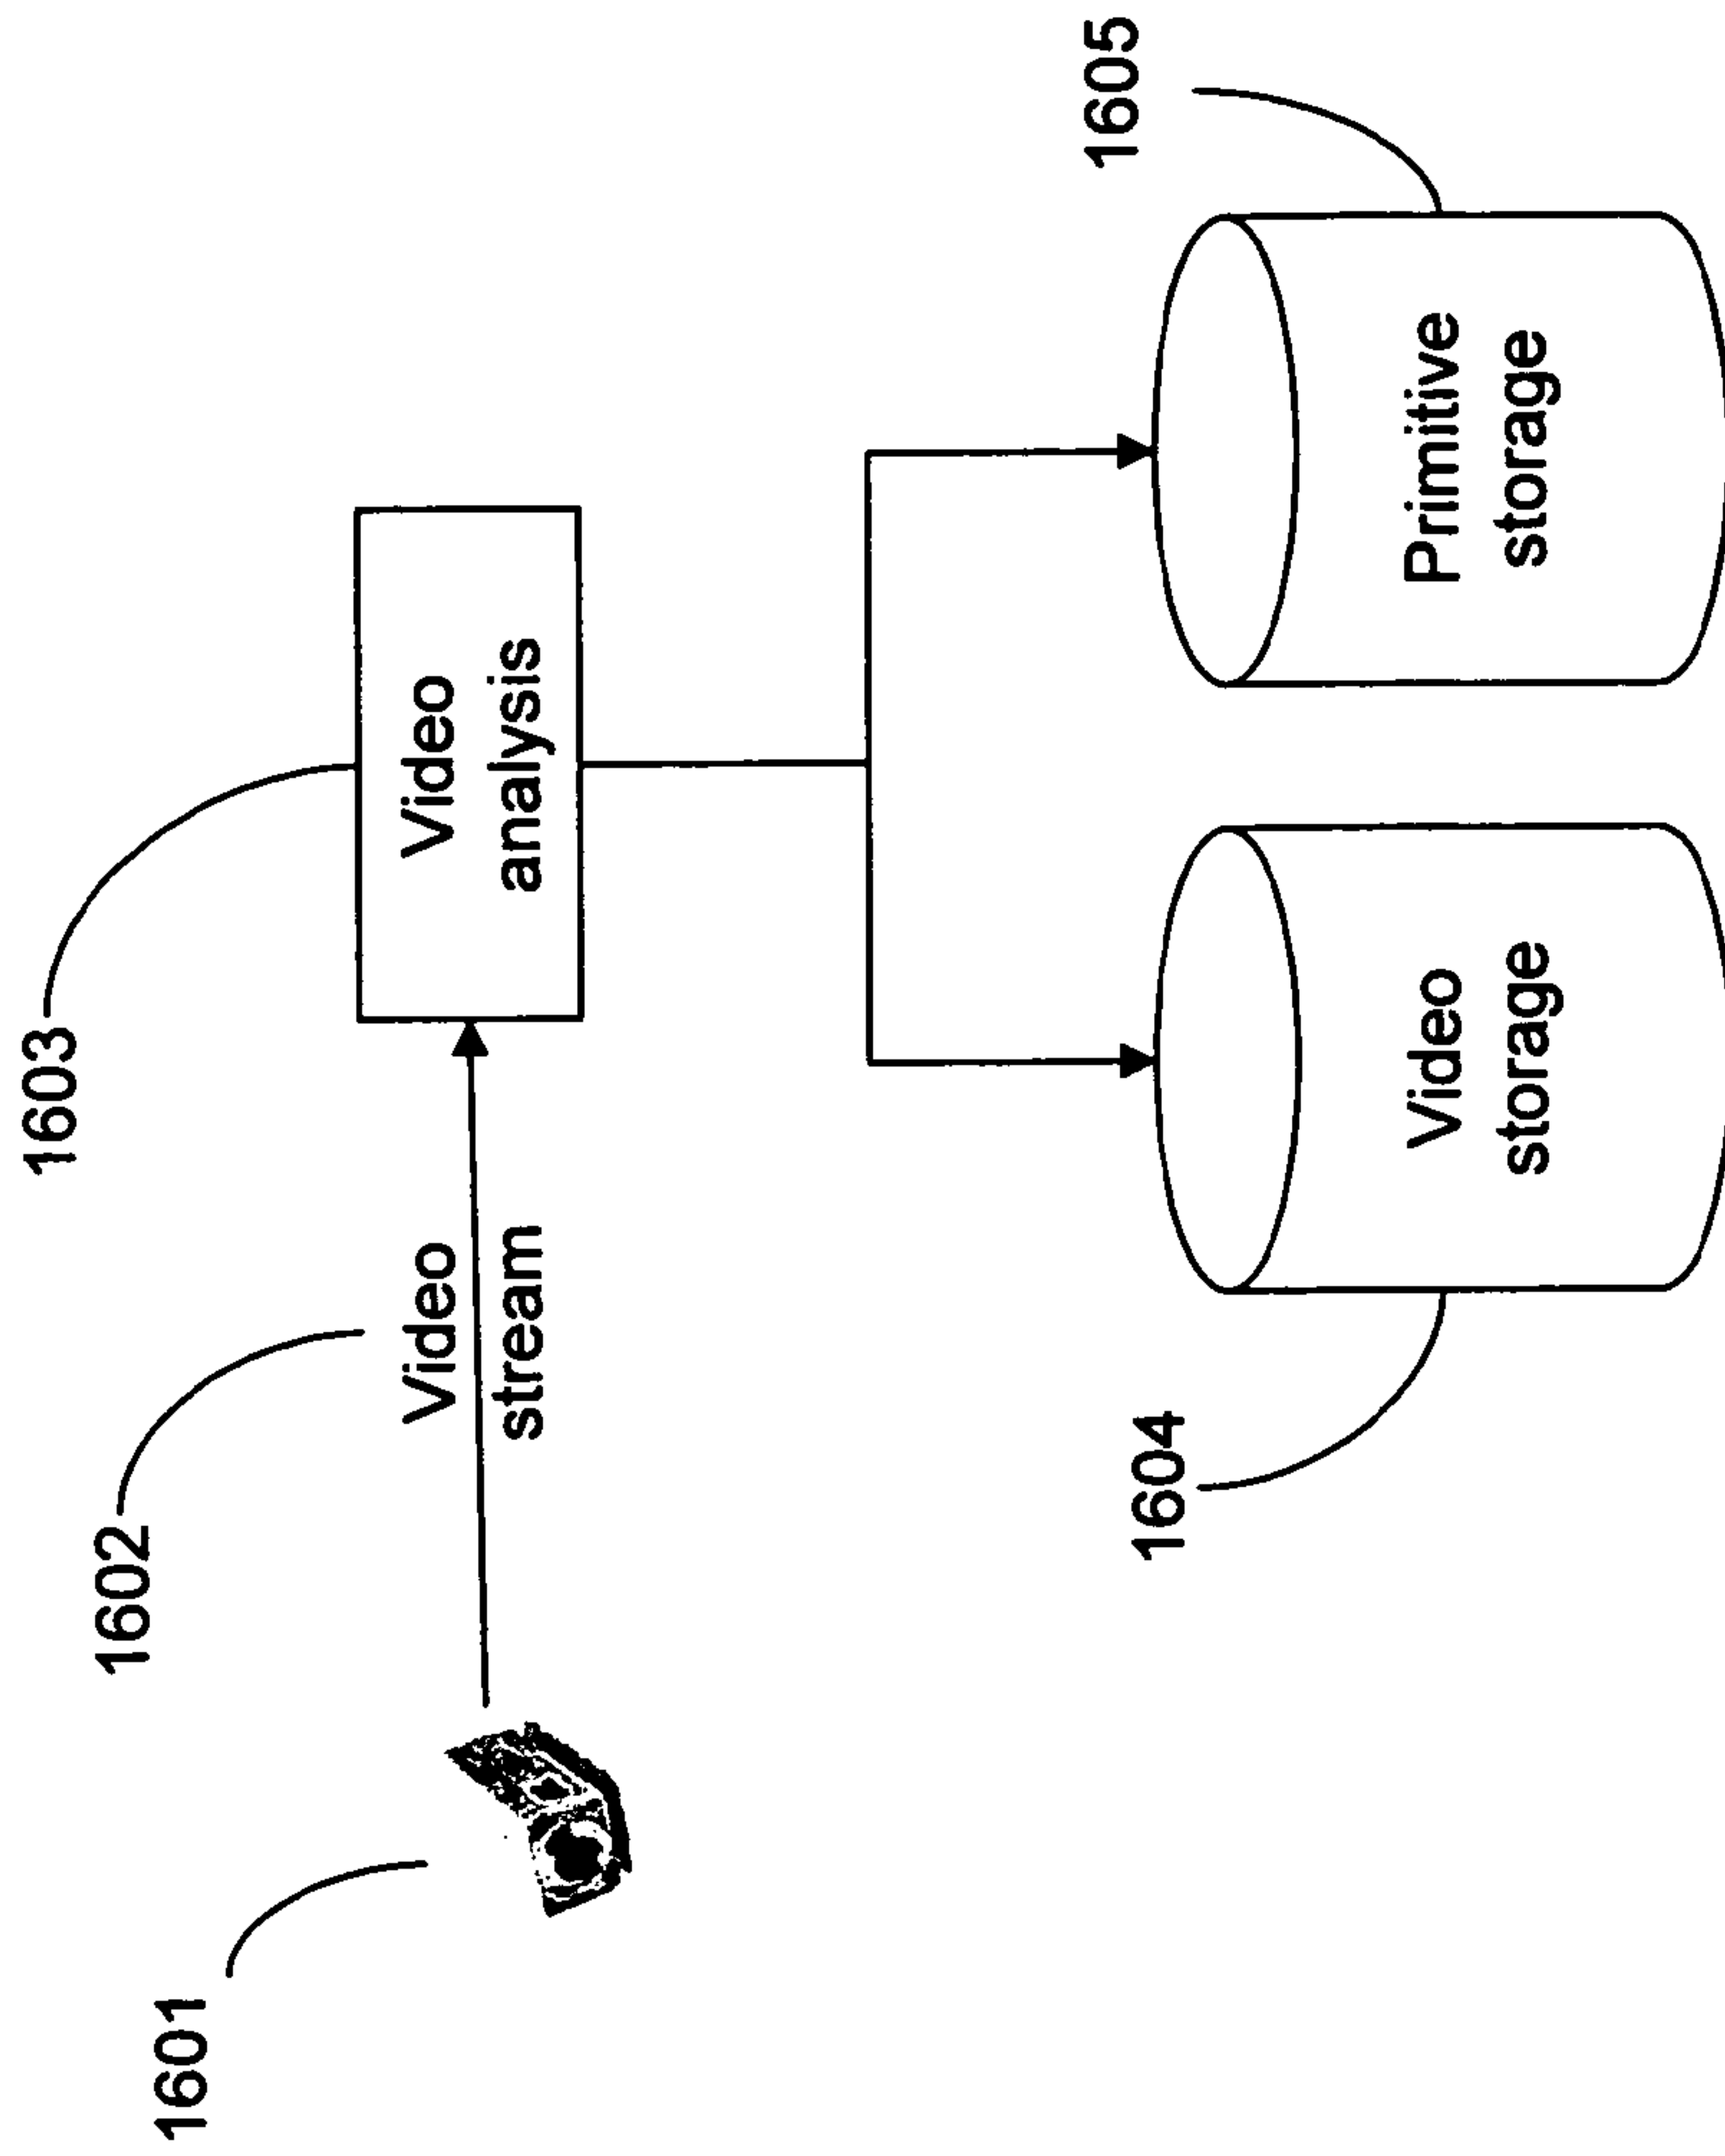 1601
1602
1603
Video
stream
Video
analysis
1604
Video
storage
Primitive
storage
1605